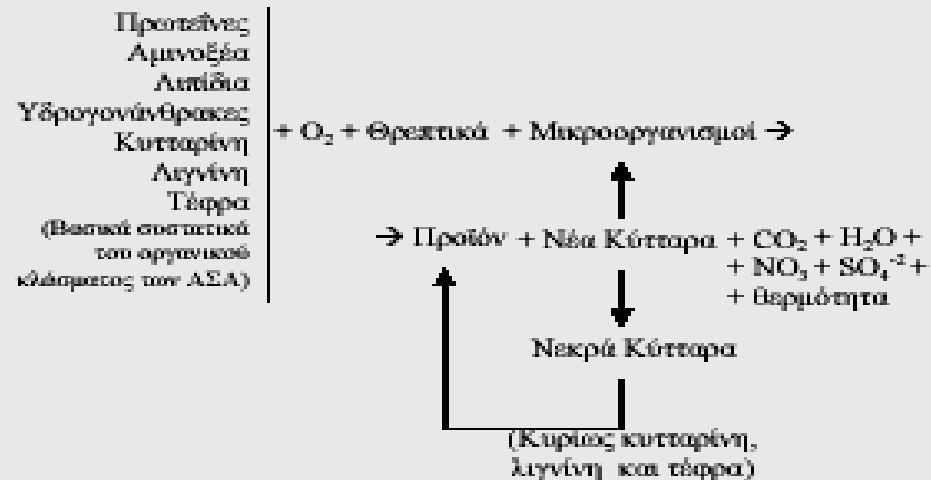 Πρωτεΐνες
Αμινοξέα
Λιπίδια
Υδρογονάνθρακες
Κυτταρίνη
Λιγνίνη
Τέφρα
(Βασικά συστατικά
του οργανικού
κλάσματος των ΑΣΑ)
+ O₂ + Θρεπτικά + Μικροοργανισμοί →
→ Προϊόν + Νέα Κύτταρα + CO₂ + H₂O +
+ NO₃ + SO₄⁻² +
+ θερμότητα
Νεκρά Κύτταρα
(Κυρίως κυτταρίνη,
λιγνίνη και τέφρα)